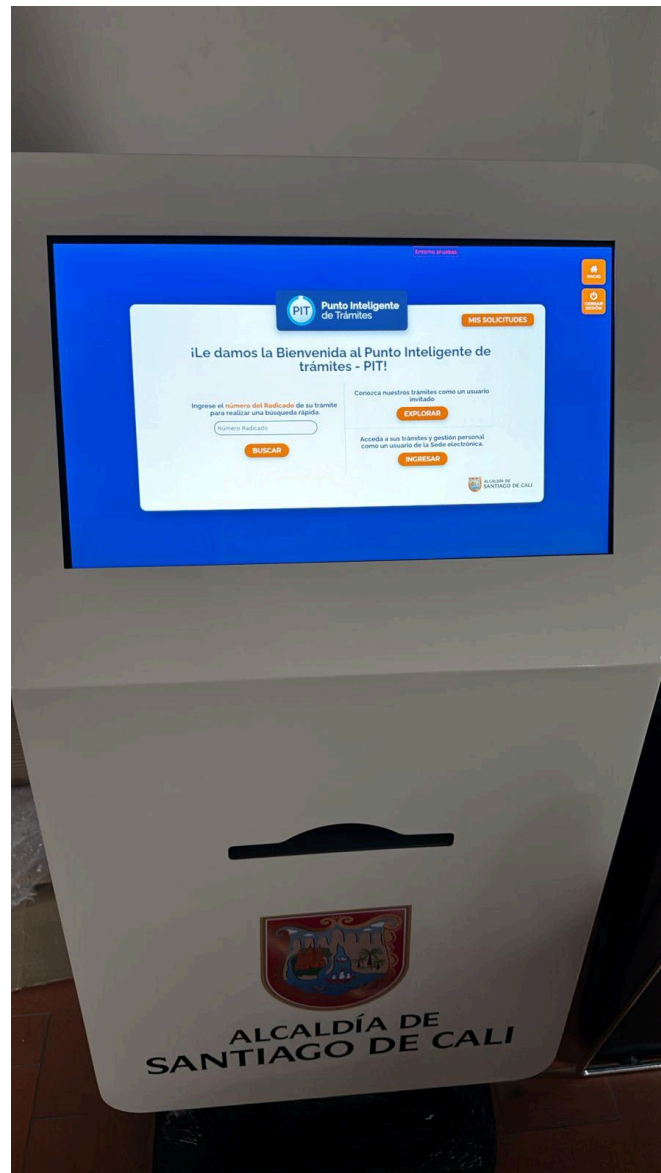 Entorno pruebas
INICIO
CERRAR
SESIÓN
PIT
Punto Inteligente
de Trámites
MIS SOLICITUDES
¡Le damos la Bienvenida al Punto Inteligente de
trámites - PIT!
Ingrese el número del Radicado de su trámite
para realizar una búsqueda rápida.
Número Radicado
BUSCAR
Conozca nuestros trámites como un usuario
invitado
EXPLORAR
Acceda a sus trámites y gestión personal
como un usuario de la Sede electrónica.
INGRESAR
ALCALDÍA DE
SANTIAGO DE CALI
ALCALDÍA DE
SANTIAGO DE CALI